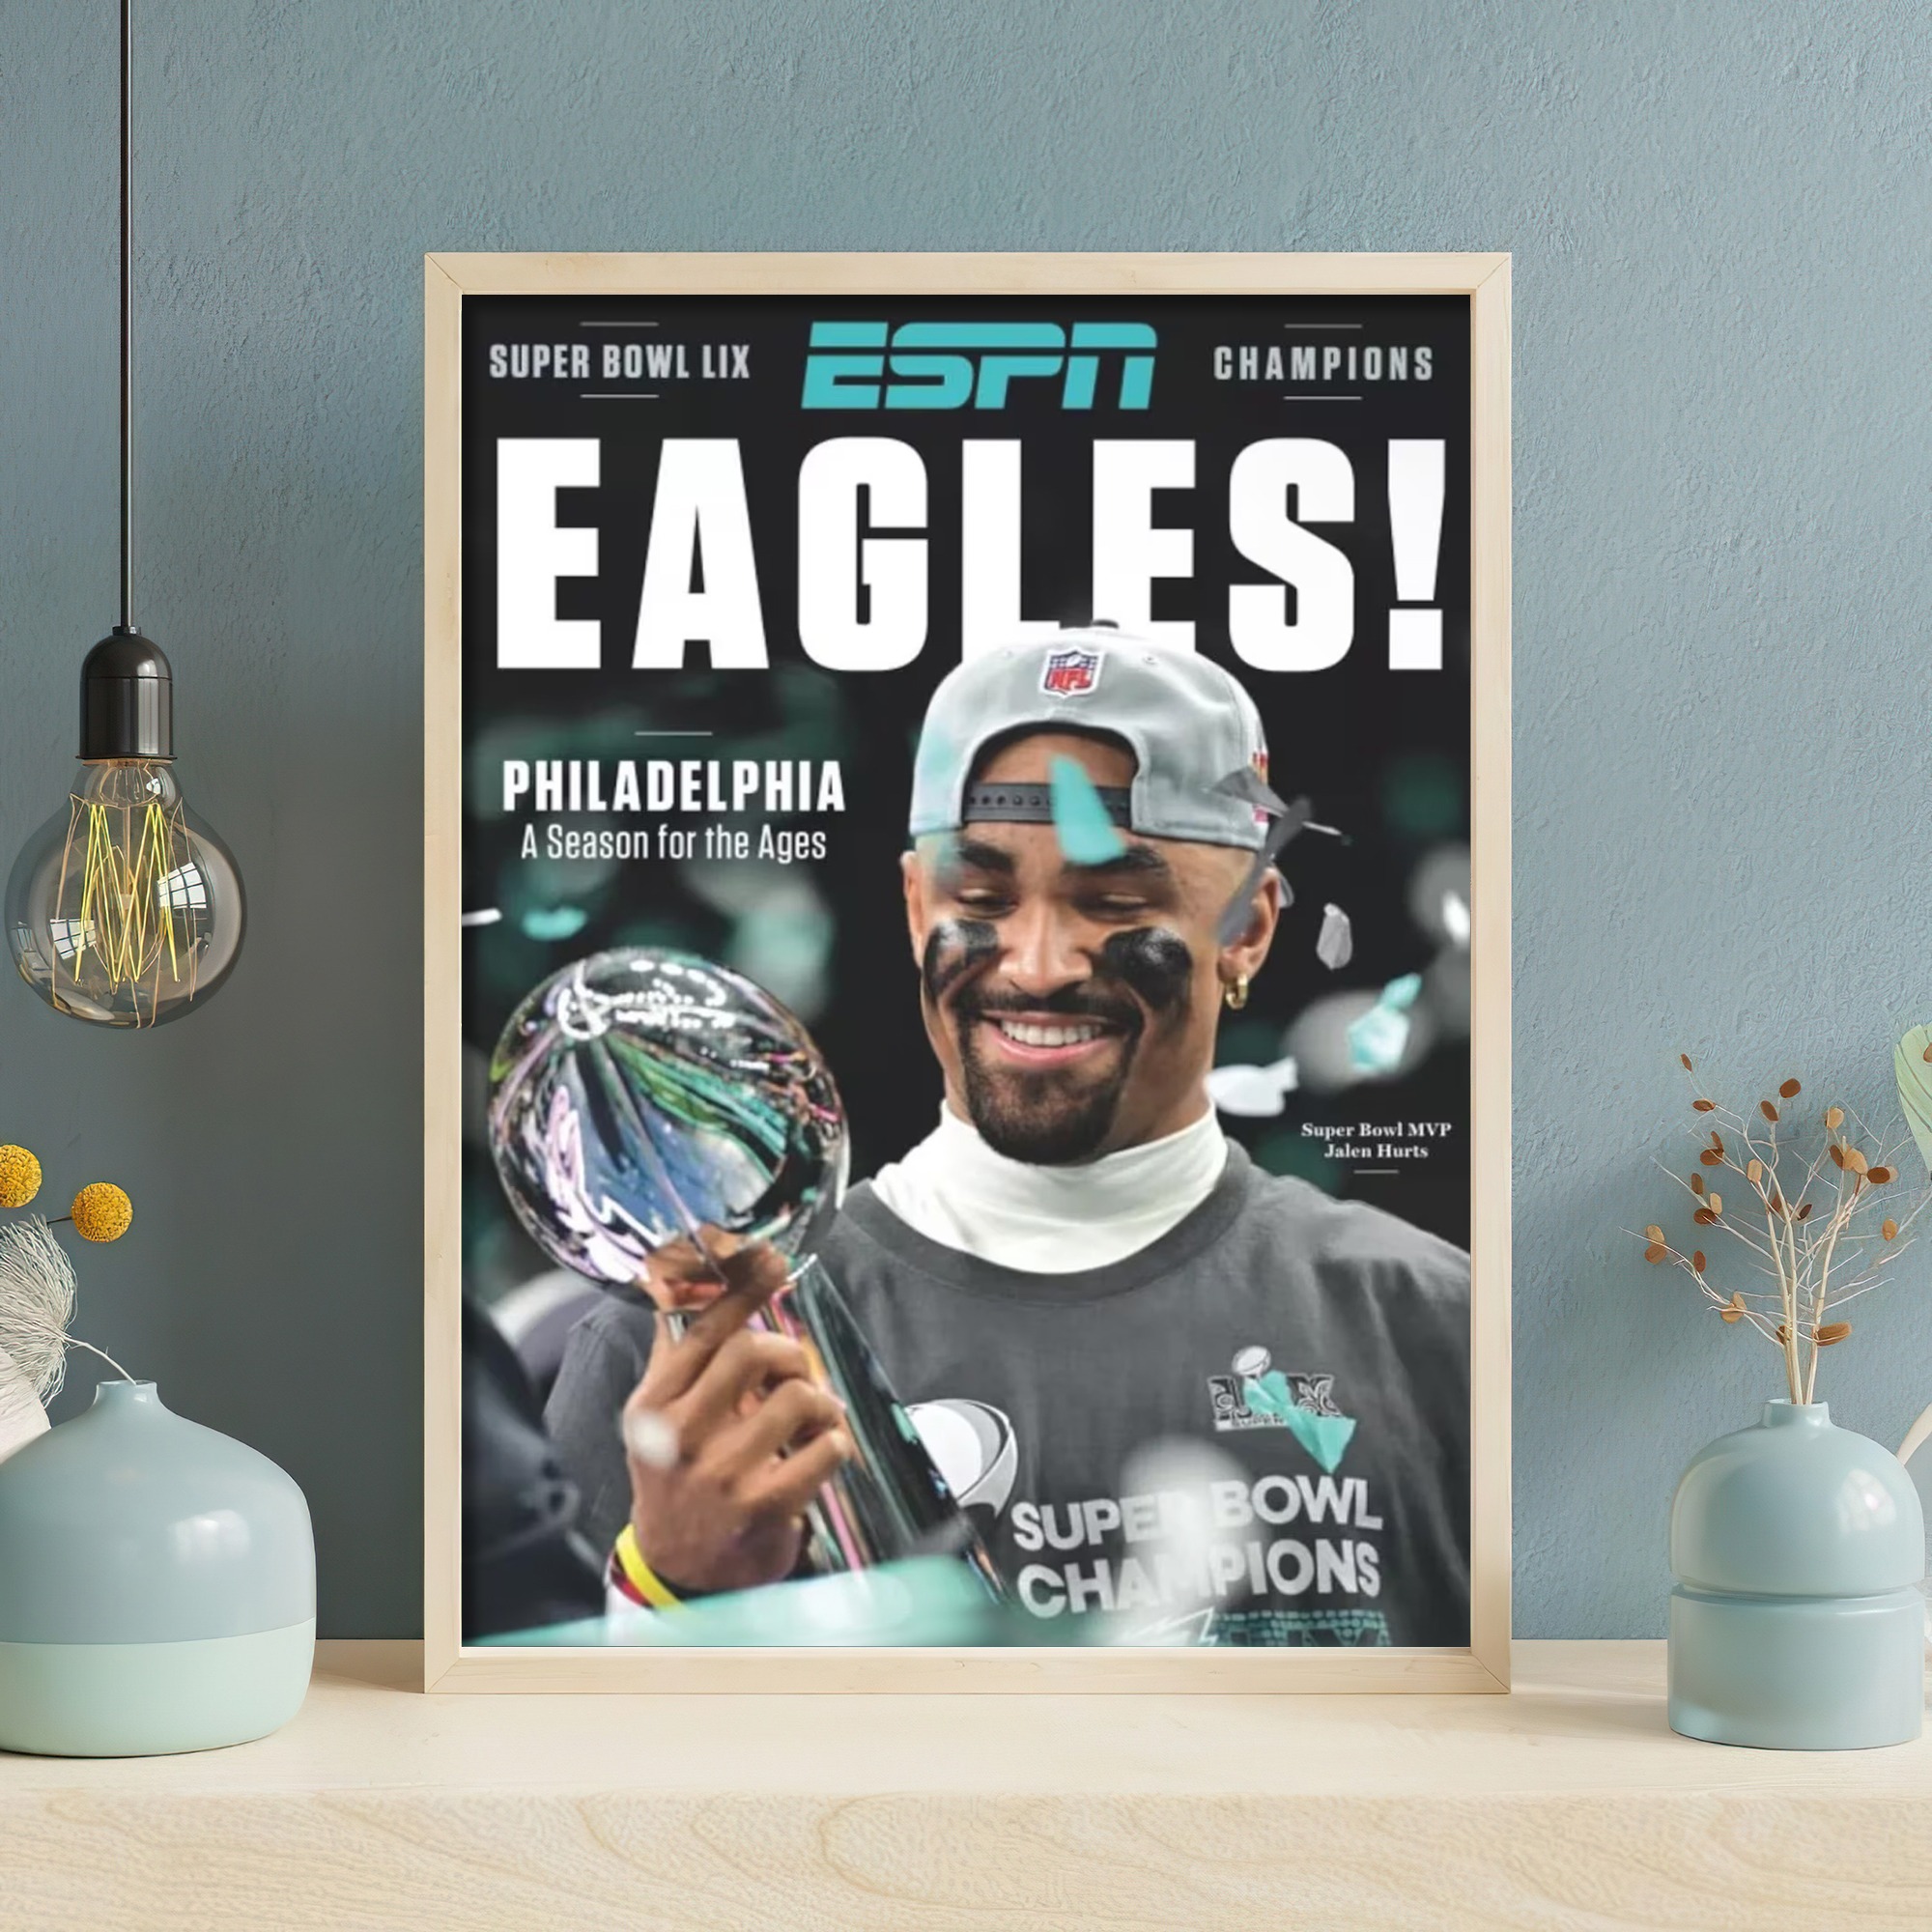 SUPER BOWL LIX
ESPN
CHAMPIONS
EAGLES!
NFL
PHILADELPHIA
A Season for the Ages
Super Bowl MVP
Jalen Hurts
SUPER BOWL
CHAMPIONS